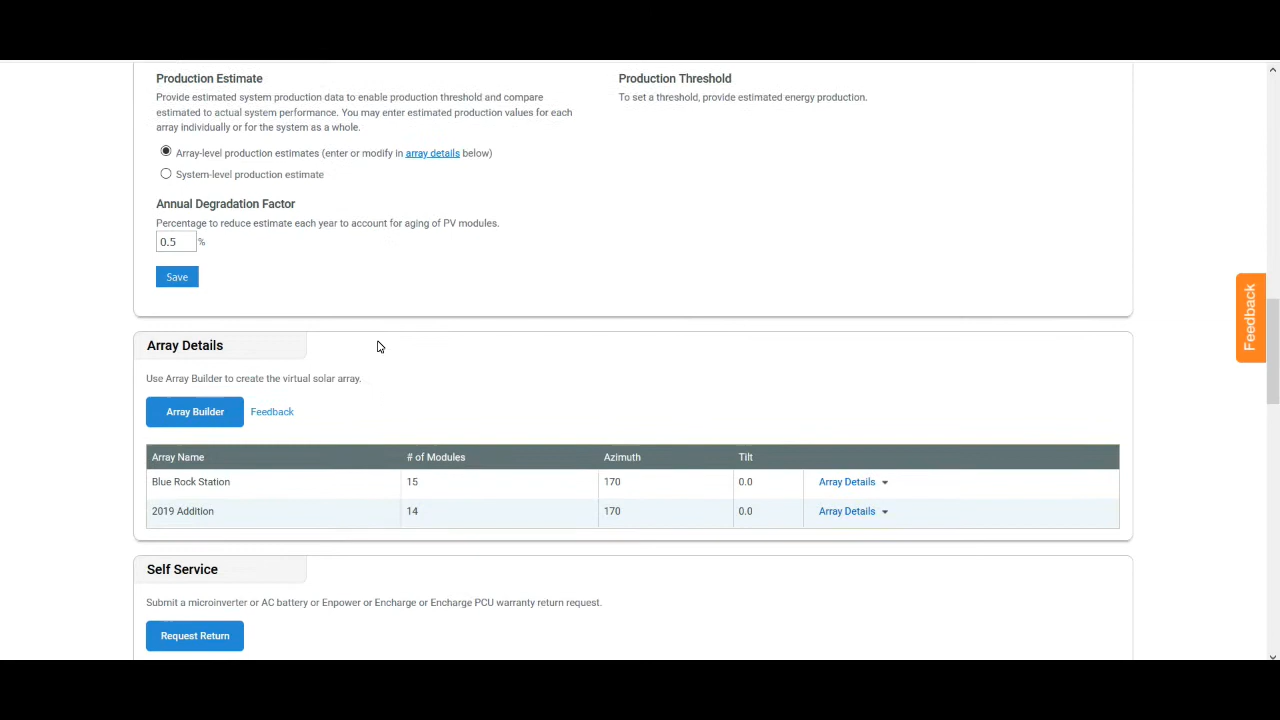 Production Estimate
Provide estimated system production data to enable production threshold and compare
estimated to actual system performance. You may enter estimated production values for each
array individually or for the system as a whole.
Array-level production estimates (enter or modify in array details below)
System-level production estimate
Annual Degradation Factor
Percentage to reduce estimate each year to account for aging of PV modules.
0.5 %
Save
Production Threshold
To set a threshold, provide estimated energy production.
Feedback
Array Details
Use Array Builder to create the virtual solar array.
Array Builder Feedback
Array Name # of Modules Azimuth Tilt
Blue Rock Station 15 170 0.0 Array Details
2019 Addition 14 170 0.0 Array Details
Self Service
Submit a microinverter or AC battery or Enpower or Encharge or Encharge PCU warranty return request.
Request Return